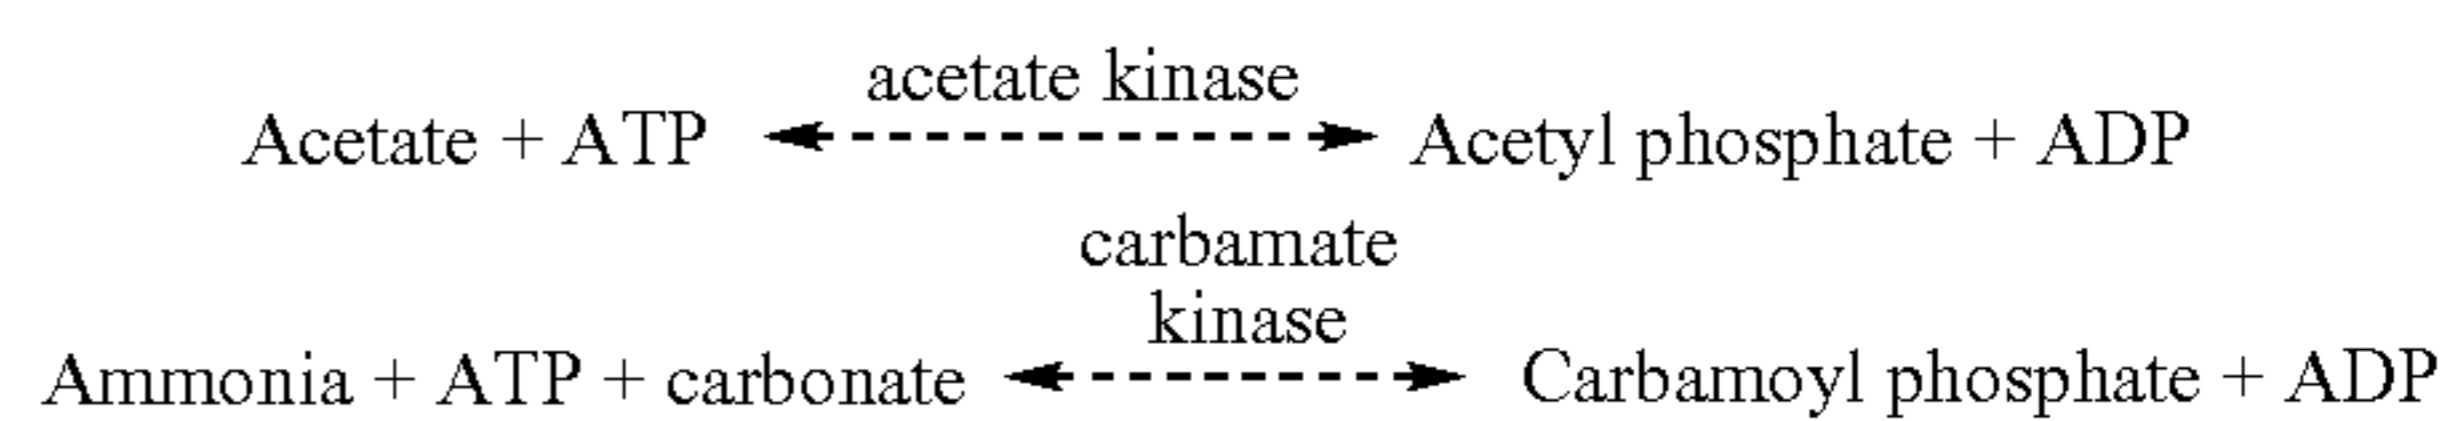 acetate kinase
Acetate + ATP Acetyl phosphate + ADP
carbamate
kinase
Ammonia + ATP + carbonate Carbamoyl phosphate + ADP